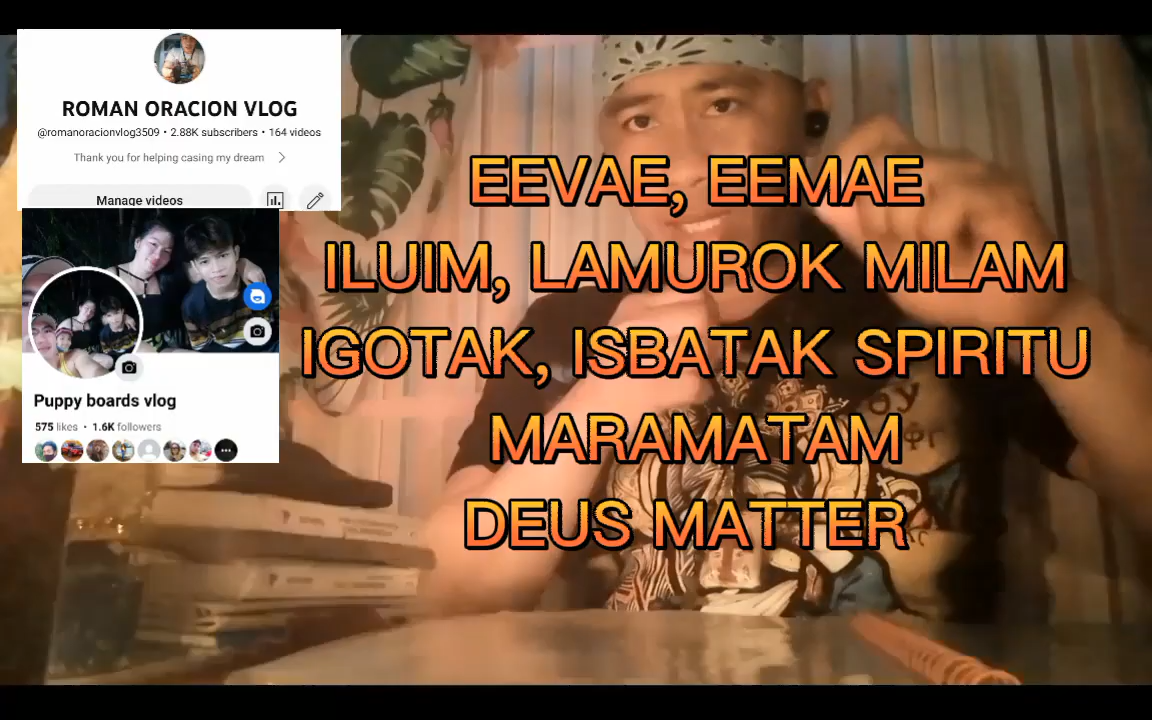 ROMAN ORACION VLOG
@romanoracionvlog3509 • 2.88K subscribers • 164 videos
Thank you for helping casing my dream
Manage videos
Puppy boards vlog
575 likes • 1.6K followers
EEVAE, EEMAE
ILUIM, LAMUROK MILAM
IGOTAK, ISBATAK SPIRITU
MARAMATAM
DEUS MATTER